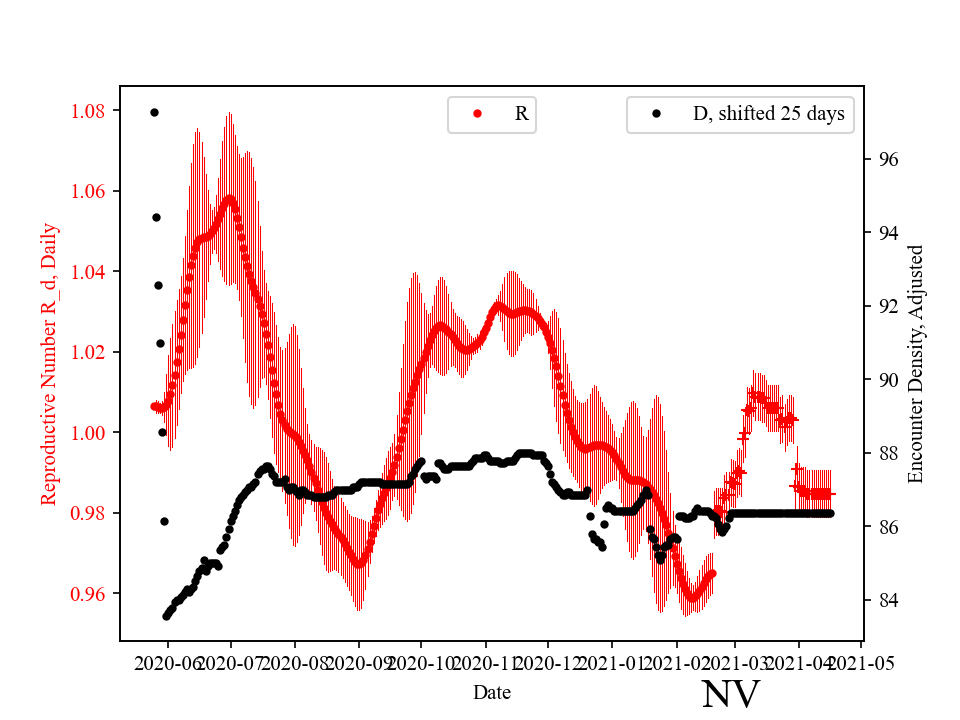 R
D, shifted 25 days
1.08
1.06
1.04
1.02
1.00
0.98
0.96
Reproductive Number R_d, Daily
96
94
92
90
88
86
84
Encounter Density, Adjusted
2020-06 2020-07 2020-08 2020-09 2020-10 2020-11 2020-12 2021-01 2021-02 2021-03 2021-04 2021-05
Date
NV